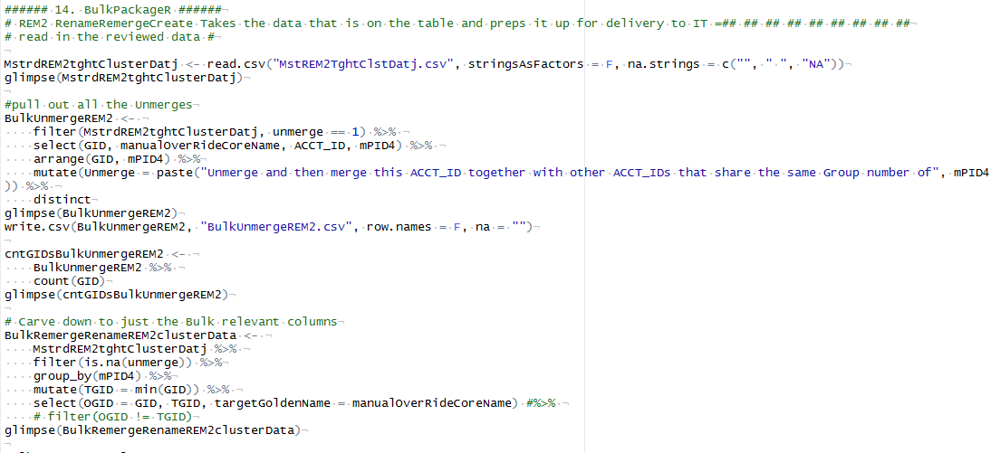 ###### 14. BulkPackageR ######
# REM2 RenameRemergeCreate Takes the data that is on the table and preps it up for delivery to IT =## ## ## ## ## ## ## ## ##
# read in the reviewed data #
MstrdREM2tghtClusterDatj <- read.csv("MstREM2TghtClstDatj.csv", stringsAsFactors = F, na.strings = c("", " ", "NA"))
glimpse(MstrdREM2tghtClusterDatj)
#pull out all the Unmerges
BulkUnmergeREM2 <-
    filter(MstrdREM2tghtClusterDatj, unmerge == 1) %>%
    select(GID, manualOverRideCoreName, ACCT_ID, mPID4) %>%
    arrange(GID, mPID4) %>%
    mutate(Unmerge = paste("Unmerge and then merge this ACCT_ID together with other ACCT_IDs that share the same Group number of", mPID4
)) %>%
    distinct
glimpse(BulkUnmergeREM2)
write.csv(BulkUnmergeREM2, "BulkUnmergeREM2.csv", row.names = F, na = "")
cntGIDsBulkUnmergeREM2 <-
    BulkUnmergeREM2 %>%
    count(GID)
glimpse(cntGIDsBulkUnmergeREM2)
# Carve down to just the Bulk relevant columns
BulkRemergeRenameREM2clusterData <-
    MstrdREM2tghtClusterDatj %>%
    filter(is.na(unmerge)) %>%
    group_by(mPID4) %>%
    mutate(TGID = min(GID)) %>%
    select(OGID = GID, TGID, targetGoldenName = manualOverRideCoreName) #%>%
    # filter(OGID != TGID)
glimpse(BulkRemergeRenameREM2clusterData)